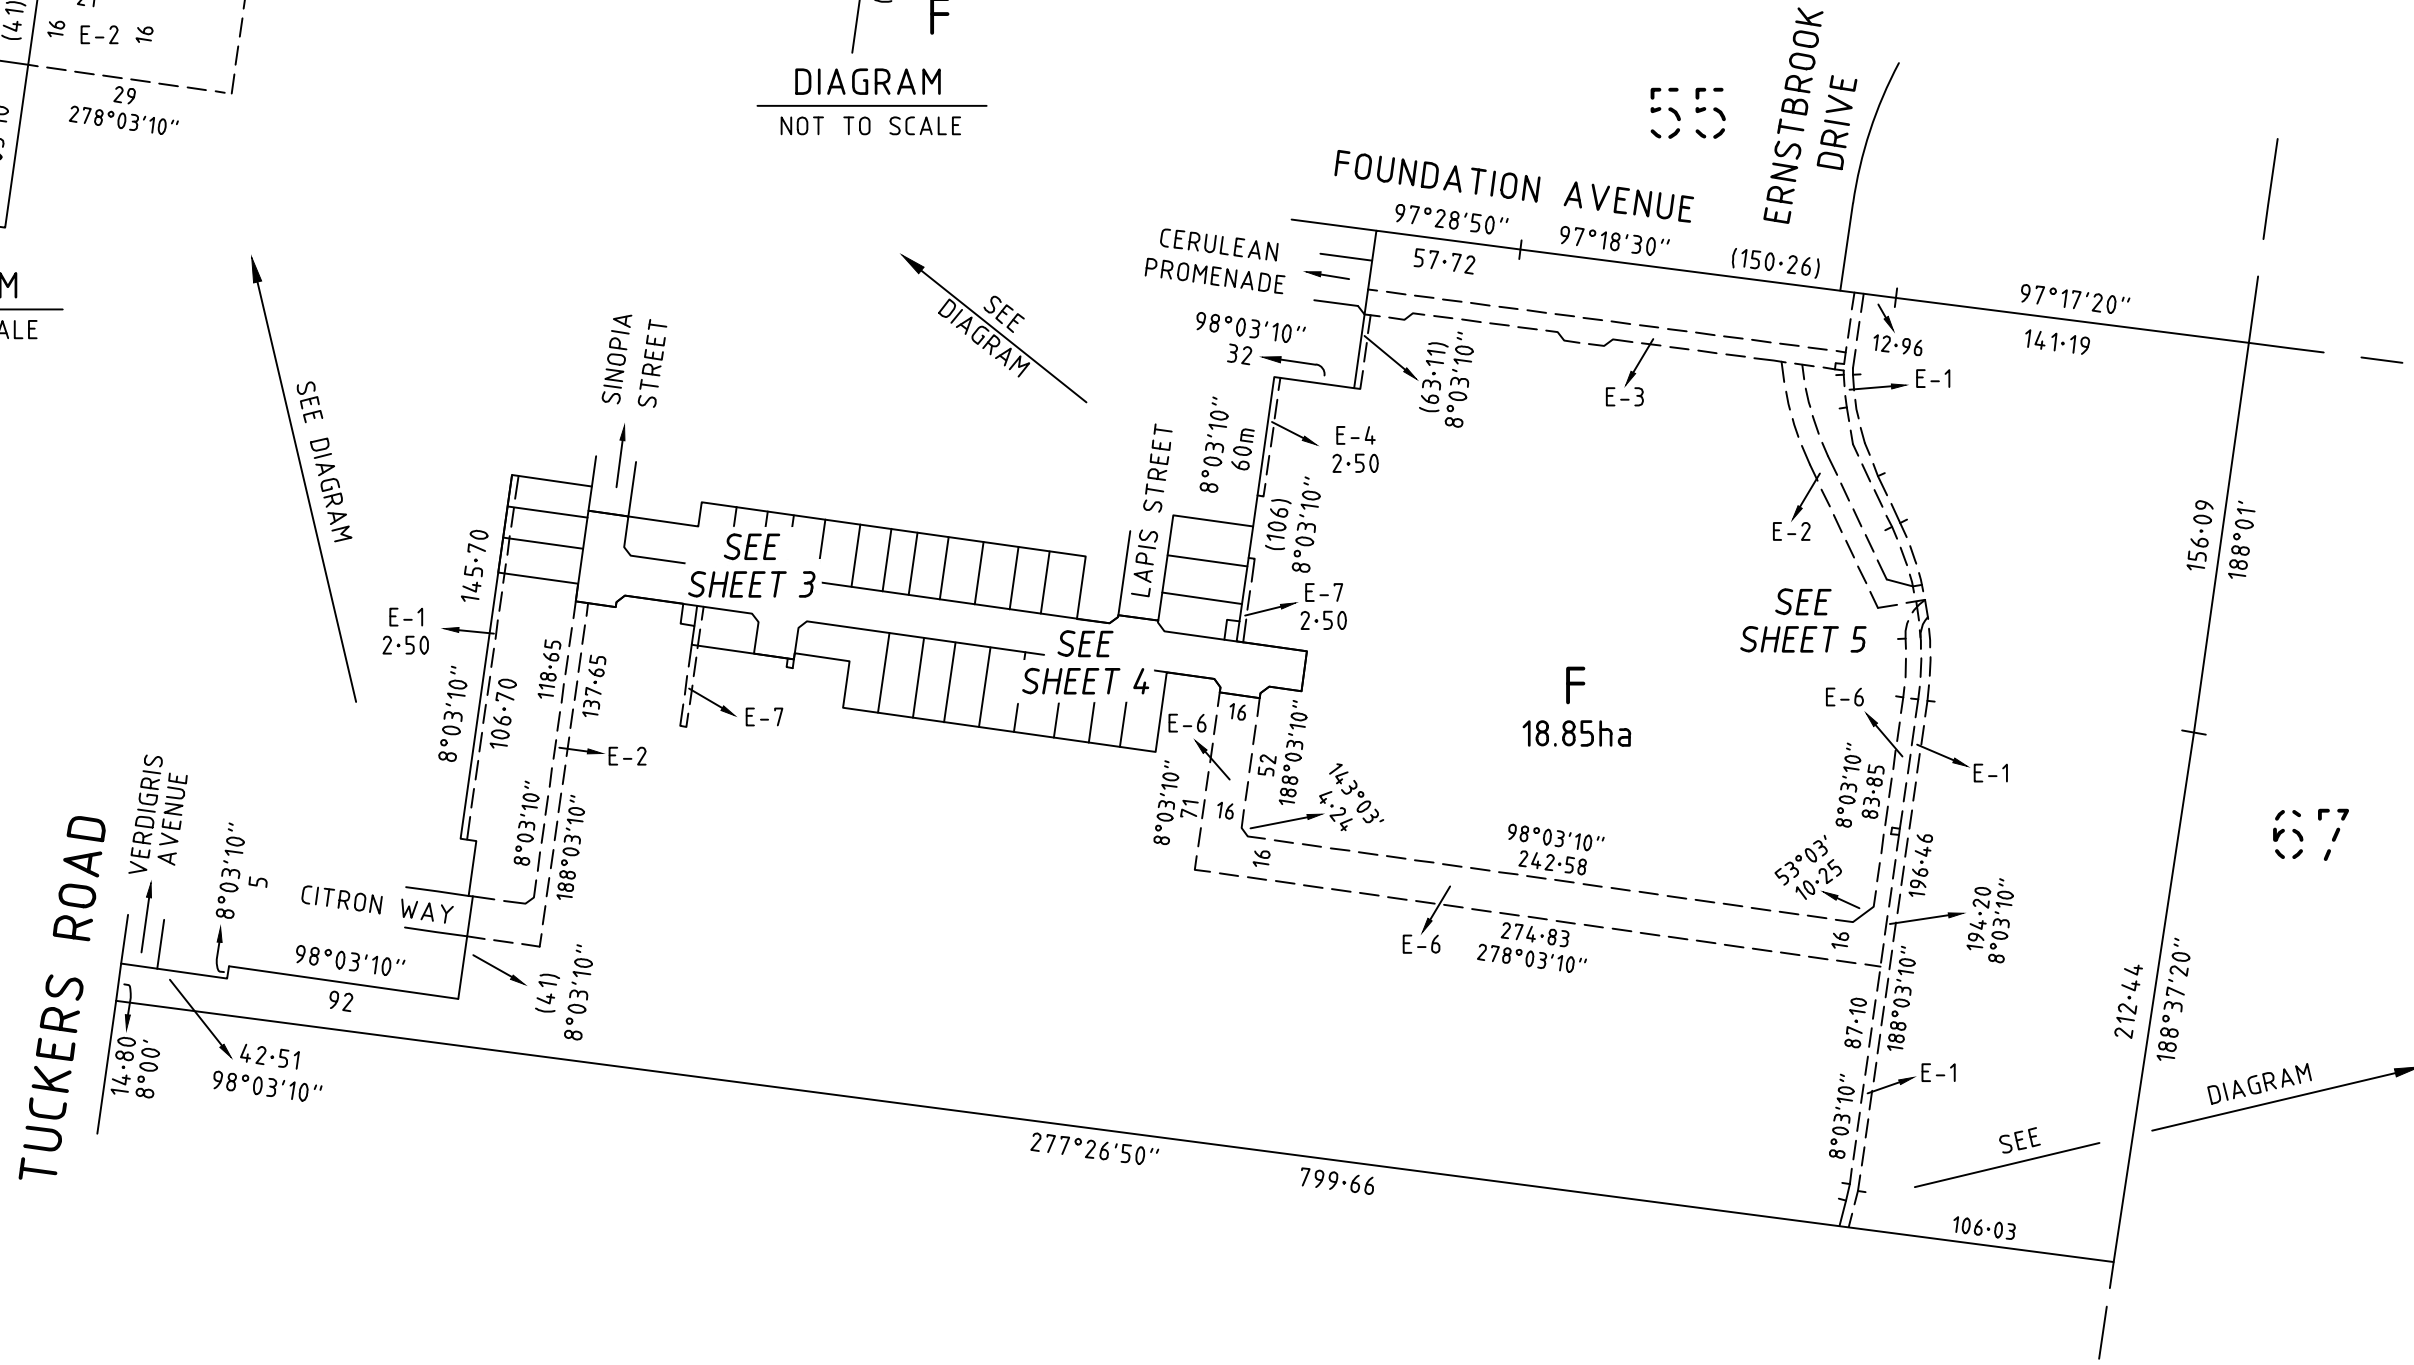 (41)
16
E-2
16
29
278°03'10"
M
ALE
F
DIAGRAM
NOT TO SCALE
55
ERNSTBROOK
DRIVE
FOUNDATION AVENUE
97°28'50"
97°18'30"
(150·26)
57·72
97°17'20"
141·19
12·96
CERULEAN
PROMENADE
98°03'10"
32
SEE
DIAGRAM
SEE DIAGRAM
SINOPIA
STREET
(63·11)
8°03'10"
E-3
E-1
E-4
2·50
8°03'10"
60m
(106)
8°03'10"
LAPIS STREET
E-2
156·09
188°01'
SEE
SHEET 3
SEE
SHEET 4
SEE
SHEET 5
E-7
2·50
145·70
E-1
2·50
8°03'10"
106·70
118·65
137·65
E-7
E-2
8°03'10"
188°03'10"
F
18.85ha
E-6
16
52
188°03'10"
8°03'10"
71
16
16
143°03'
4·24
98°03'10"
242·58
E-6
274·83
278°03'10"
E-6
E-1
8°03'10"
83·85
53°03'
10·25
196·46
194·20
8°03'10"
16
67
87·10
188°03'10"
8°03'10"
E-1
212·44
188°37'20"
SEE
DIAGRAM
TUCKERS ROAD
VERDIGRIS
AVENUE
8°03'10"
5
CITRON WAY
98°03'10"
92
(41)
8°03'10"
14·80
8°00'
42·51
98°03'10"
277°26'50"
799·66
106·03